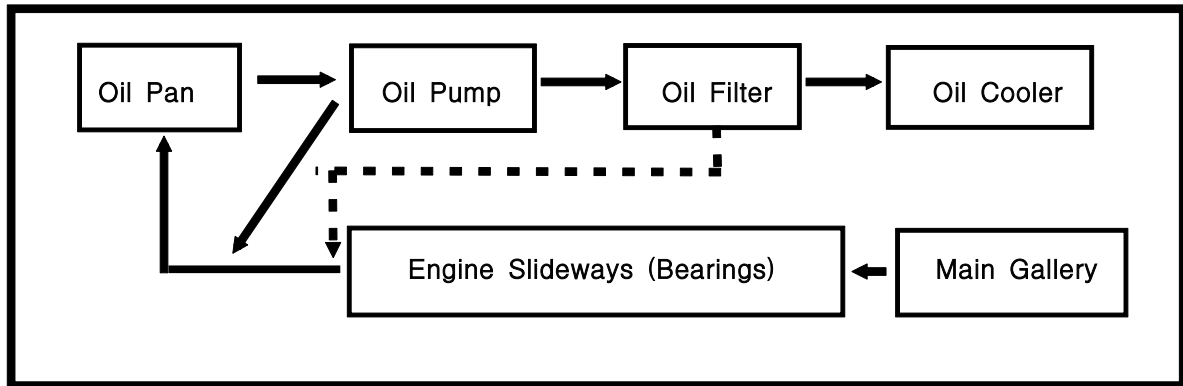 Oil Pan
Oil Pump
Oil Filter
Oil Cooler
Engine Slideways (Bearings)
Main Gallery